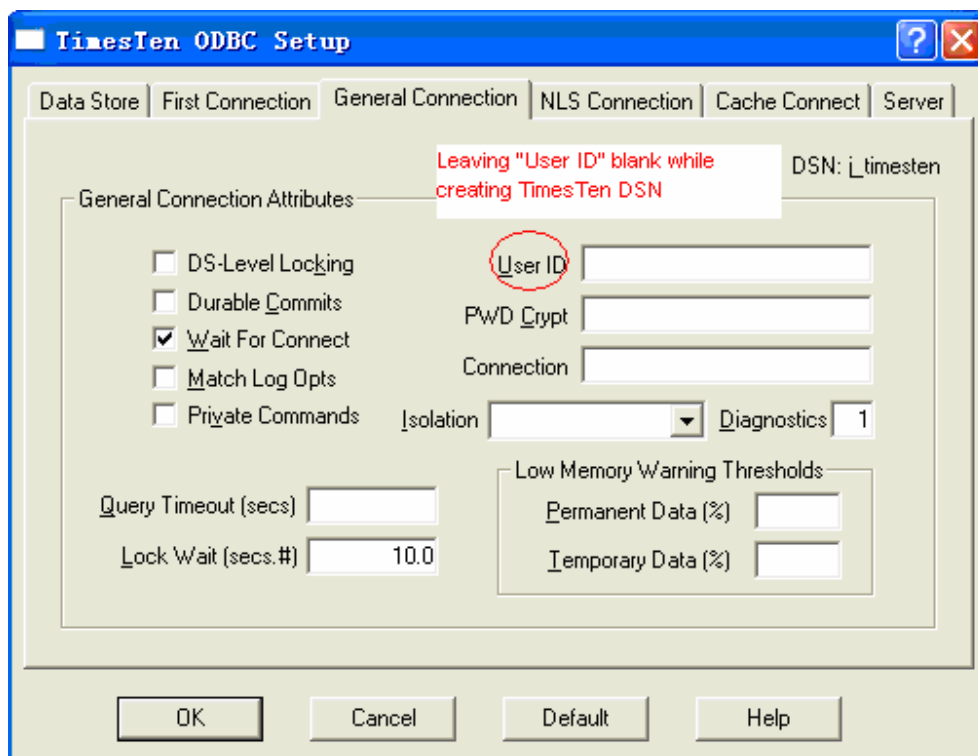 TimesTen ODBC Setup
Data Store First Connection General Connection NLS Connection Cache Connect Server
Leaving "User ID" blank while
creating TimesTen DSN
DSN: i_timesten
General Connection Attributes
DS-Level Locking
Durable Commits
Wait For Connect
Match Log Opts
Private Commands
User ID
PWD Crypt
Connection
Isolation
Diagnostics 1
Query Timeout (secs)
Lock Wait (secs.#) 10.0
Low Memory Warning Thresholds
Permanent Data (%)
Temporary Data (%)
OK Cancel Default Help